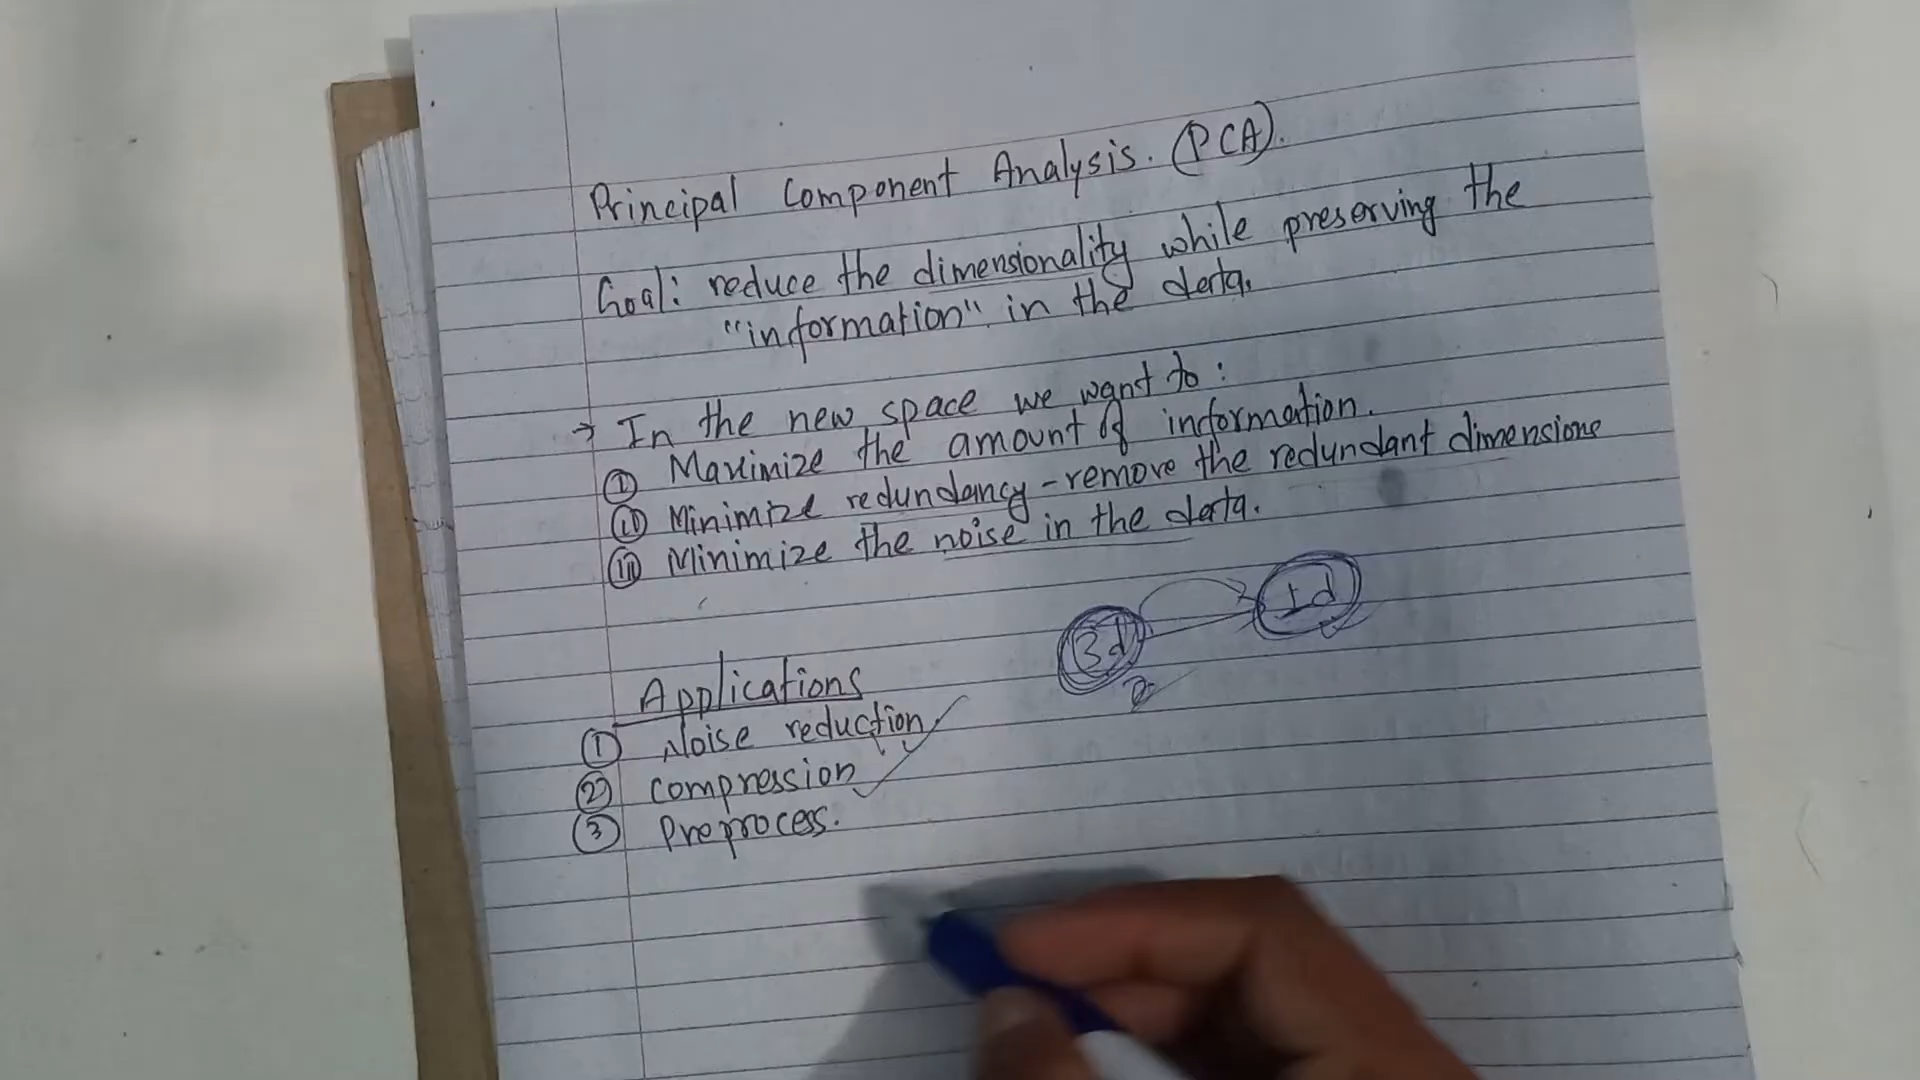 Principal Component Analysis. (PCA).
Goal: reduce the dimensionality while preserving the
"information" in the data.
→ In the new space we want to:
(i) Maximize the amount of information.
(ii) Minimize redundancy - remove the redundant dimensions
(iii) Minimize the noise in the data.
3d → 1d
Applications
① Noise reduction
② Compression
③ Preprocess.